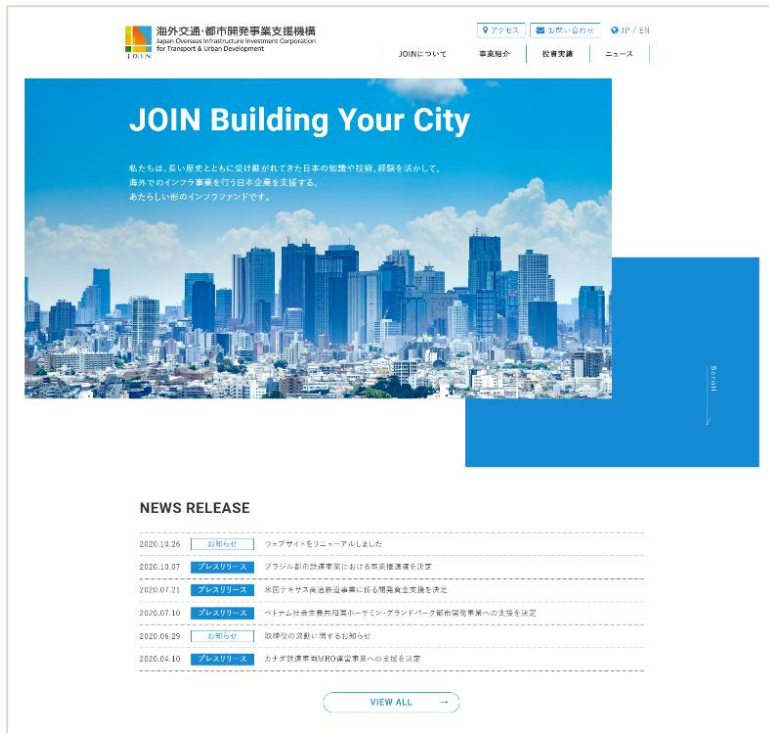 海外交通・都市開発事業支援機構
Japan Overseas Infrastructure Investment Corporation
for Transport & Urban Development
JOIN
アクセス
お問い合わせ
JP / EN
JOINについて
事業紹介
投資実績
ニュース
JOIN Building Your City
私たちは、長い歴史とともに受け継がれてきた日本の知識や技術、経験を活かして、
海外でのインフラ事業を行う日本企業を支援する、
あたらしい形のインフラファンドです。
Scroll
NEWS RELEASE
2020.10.26 お知らせ ウェブサイトをリニューアルしました
2020.10.07 プレスリリース ブラジル都市鉄道事業における事業権譲渡を決定
2020.07.21 プレスリリース 米国テキサス高速鉄道事業に係る開発資金支援を決定
2020.07.10 プレスリリース ベトナム社会主義共和国ホーチミン・グランドパーク都市開発事業への支援を決定
2020.06.29 お知らせ 取締役の異動に関するお知らせ
2020.04.10 プレスリリース カナダ鉄道車両MRO運営事業への支援を決定
VIEW ALL →